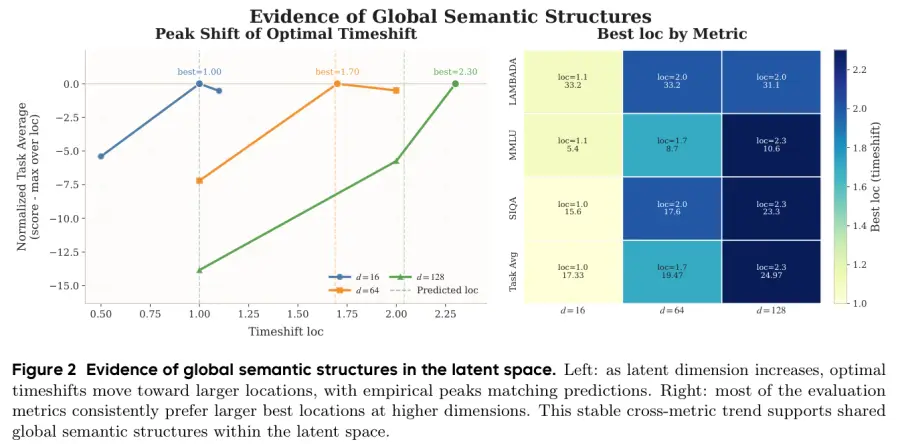 Evidence of Global Semantic Structures
Peak Shift of Optimal Timeshift
best=1.00
best=1.70
best=2.30
0.0
−2.5
−5.0
−7.5
−10.0
−12.5
−15.0
Normalized Task Average
(score - max over loc)
0.50
0.75
1.00
1.25
1.50
1.75
2.00
2.25
Timeshift loc
d = 16
d = 64
d = 128
Predicted loc
Best loc by Metric
LAMBADA
loc=1.1
33.2
loc=2.0
33.2
loc=2.0
31.1
MMLU
loc=1.1
5.4
loc=1.7
8.7
loc=2.3
10.6
SIQA
loc=1.0
15.6
loc=2.0
17.6
loc=2.3
23.3
Task Avg
loc=1.0
17.33
loc=1.7
19.47
loc=2.3
24.97
d = 16
d = 64
d = 128
2.2
2.0
1.8
1.6
1.4
1.2
1.0
Best loc (timeshift)
Figure 2 Evidence of global semantic structures in the latent space. Left: as latent dimension increases, optimal
timeshifts move toward larger locations, with empirical peaks matching predictions. Right: most of the evaluation
metrics consistently prefer larger best locations at higher dimensions. This stable cross-metric trend supports shared
global semantic structures within the latent space.